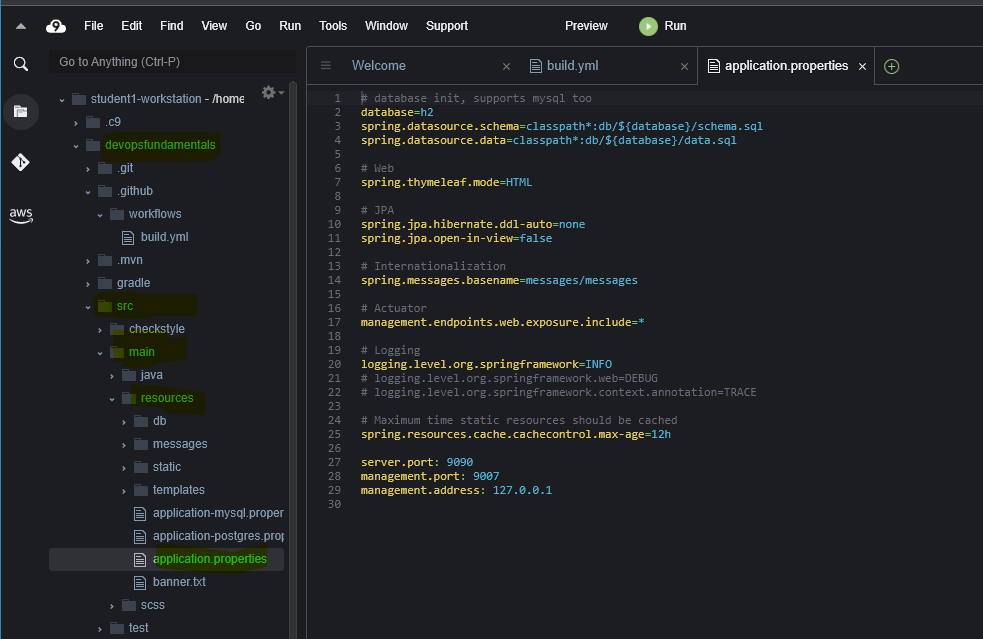 File Edit Find View Go Run Tools Window Support Preview Run
Go to Anything (Ctrl-P)
Welcome
build.yml
application.properties
student1-workstation - /home
.c9
devopsfundamentals
.git
.github
workflows
build.yml
.mvn
gradle
src
checkstyle
main
java
resources
db
messages
static
templates
application-mysql.proper
application-postgres.prop
application.properties
banner.txt
scss
test
aws
1 # database init, supports mysql too
2 database=h2
3 spring.datasource.schema=classpath*:db/${database}/schema.sql
4 spring.datasource.data=classpath*:db/${database}/data.sql
5
6 # Web
7 spring.thymeleaf.mode=HTML
8
9 # JPA
10 spring.jpa.hibernate.ddl-auto=none
11 spring.jpa.open-in-view=false
12
13 # Internationalization
14 spring.messages.basename=messages/messages
15
16 # Actuator
17 management.endpoints.web.exposure.include=*
18
19 # Logging
20 logging.level.org.springframework=INFO
21 # logging.level.org.springframework.web=DEBUG
22 # logging.level.org.springframework.context.annotation=TRACE
23
24 # Maximum time static resources should be cached
25 spring.resources.cache.cachecontrol.max-age=12h
26
27 server.port: 9090
28 management.port: 9007
29 management.address: 127.0.0.1
30